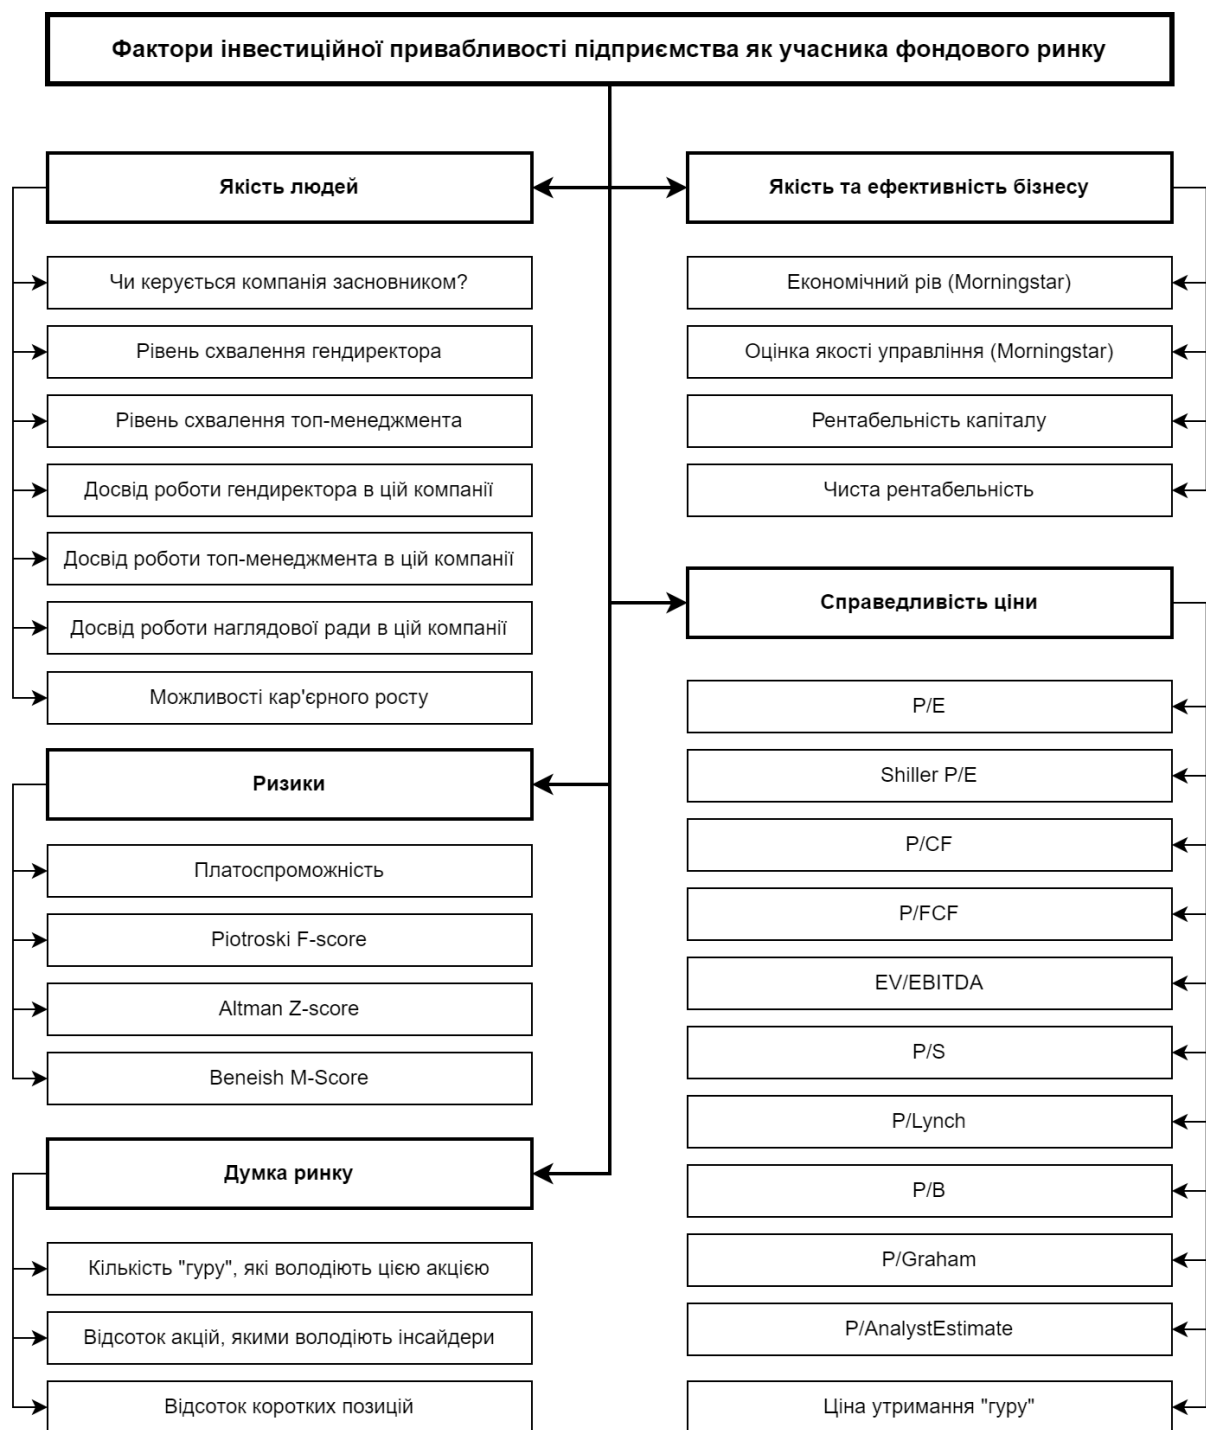 Фактори інвестиційної привабливості підприємства як учасника фондового ринку
Якість людей
Чи керується компанія засновником?
Рівень схвалення гендиректора
Рівень схвалення топ-менеджмента
Досвід роботи гендиректора в цій компанії
Досвід роботи топ-менеджмента в цій компанії
Досвід роботи наглядової ради в цій компанії
Можливості кар'єрного росту
Ризики
Платоспроможність
Piotroski F-score
Altman Z-score
Beneish M-Score
Думка ринку
Кількість "гуру", які володіють цією акцією
Відсоток акцій, якими володіють інсайдери
Відсоток коротких позицій
Якість та ефективність бізнесу
Економічний рів (Morningstar)
Оцінка якості управління (Morningstar)
Рентабельність капіталу
Чиста рентабельність
Справедливість ціни
P/E
Shiller P/E
P/CF
P/FCF
EV/EBITDA
P/S
P/Lynch
P/B
P/Graham
P/AnalystEstimate
Ціна утримання "гуру"